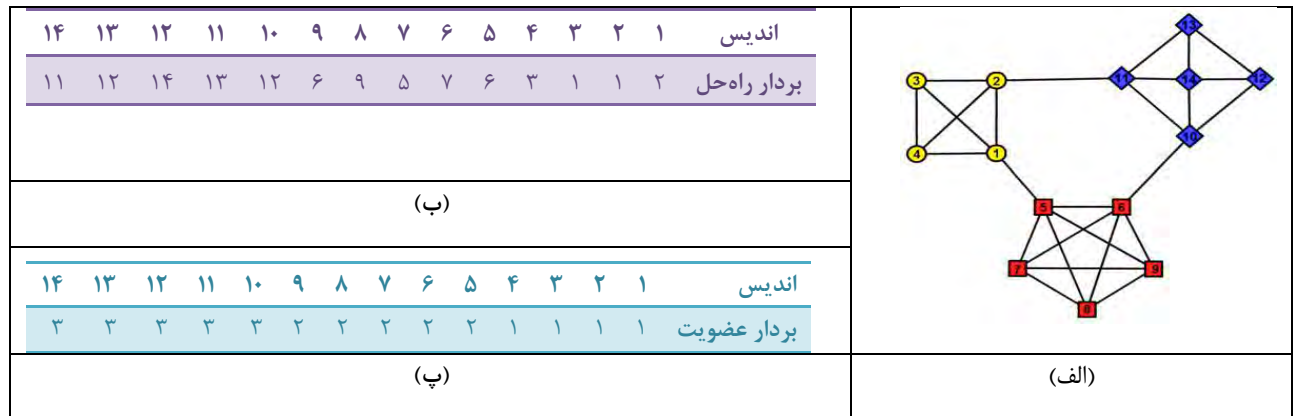 13
3 2 11 14 12
10
4 1
5 6
7 9
8
(الف)
اندیس ۱ ۲ ۳ ۴ ۵ ۶ ۷ ۸ ۹ ۱۰ ۱۱ ۱۲ ۱۳ ۱۴
بردار راه‌حل ۲ ۱ ۱ ۳ ۶ ۷ ۵ ۹ ۶ ۱۲ ۱۳ ۱۴ ۱۲ ۱۱
(ب)
اندیس ۱ ۲ ۳ ۴ ۵ ۶ ۷ ۸ ۹ ۱۰ ۱۱ ۱۲ ۱۳ ۱۴
بردار عضویت ۱ ۱ ۱ ۱ ۲ ۲ ۲ ۲ ۲ ۳ ۳ ۳ ۳ ۳
(پ)